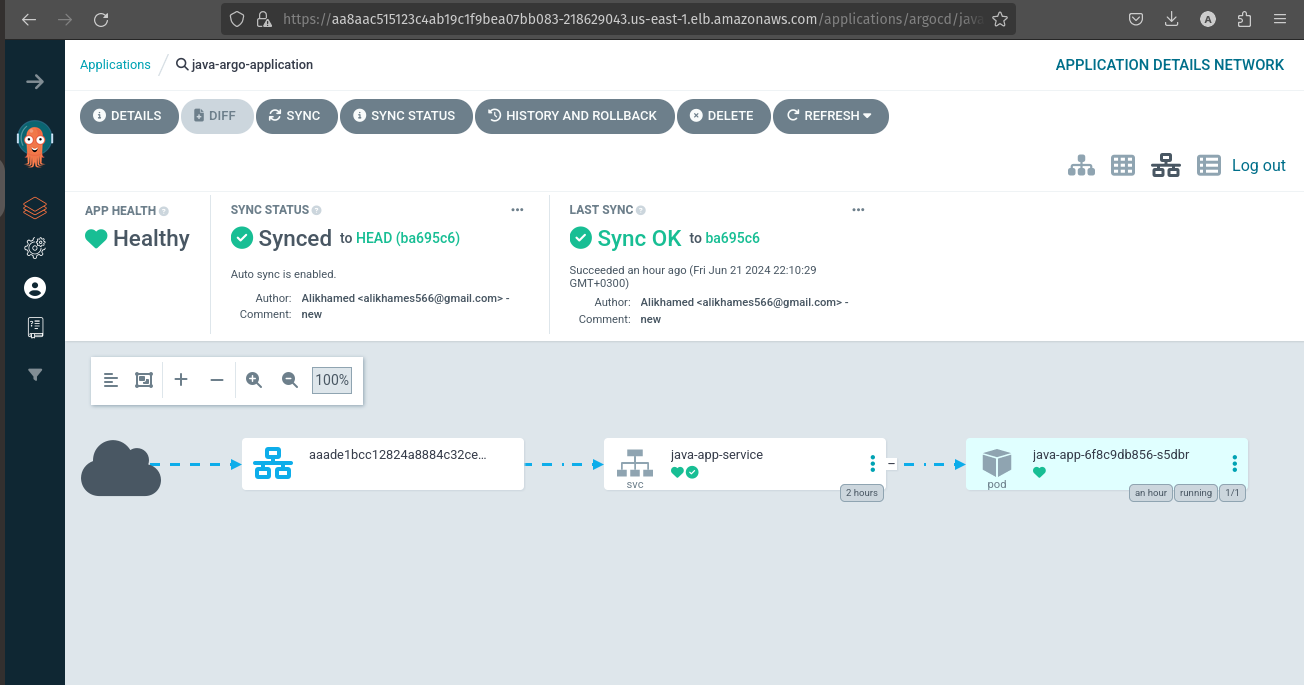 https://aa8aac515123c4ab19c1f9bea07bb083-218629043.us-east-1.elb.amazonaws.com/applications/argocd/java
Applications
java-argo-application
APPLICATION DETAILS NETWORK
DETAILS
DIFF
SYNC
SYNC STATUS
HISTORY AND ROLLBACK
DELETE
REFRESH
Log out
APP HEALTH
Healthy
SYNC STATUS
Synced to HEAD (ba695c6)
Auto sync is enabled.
Author: Alikhamed <alikhames566@gmail.com> -
Comment: new
LAST SYNC
Sync OK to ba695c6
Succeeded an hour ago (Fri Jun 21 2024 22:10:29
GMT+0300)
Author: Alikhamed <alikhames566@gmail.com> -
Comment: new
100%
aaade1bcc12824a8884c32ce...
java-app-service
svc
2 hours
java-app-6f8c9db856-s5dbr
pod
an hour
running
1/1